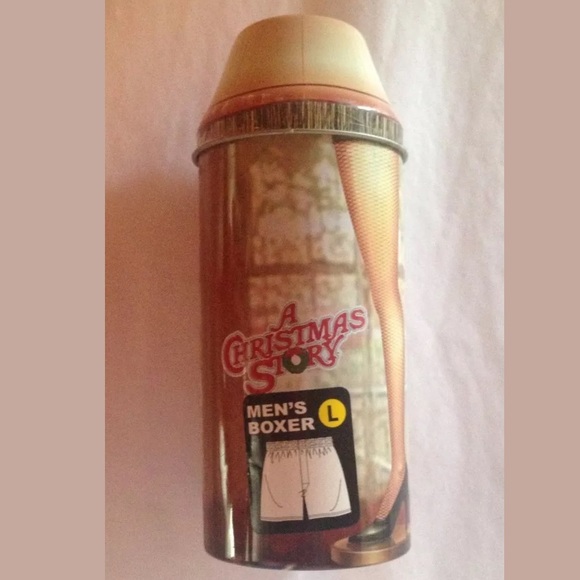 A
CHRISTMAS
STORY
MEN'S
BOXER L